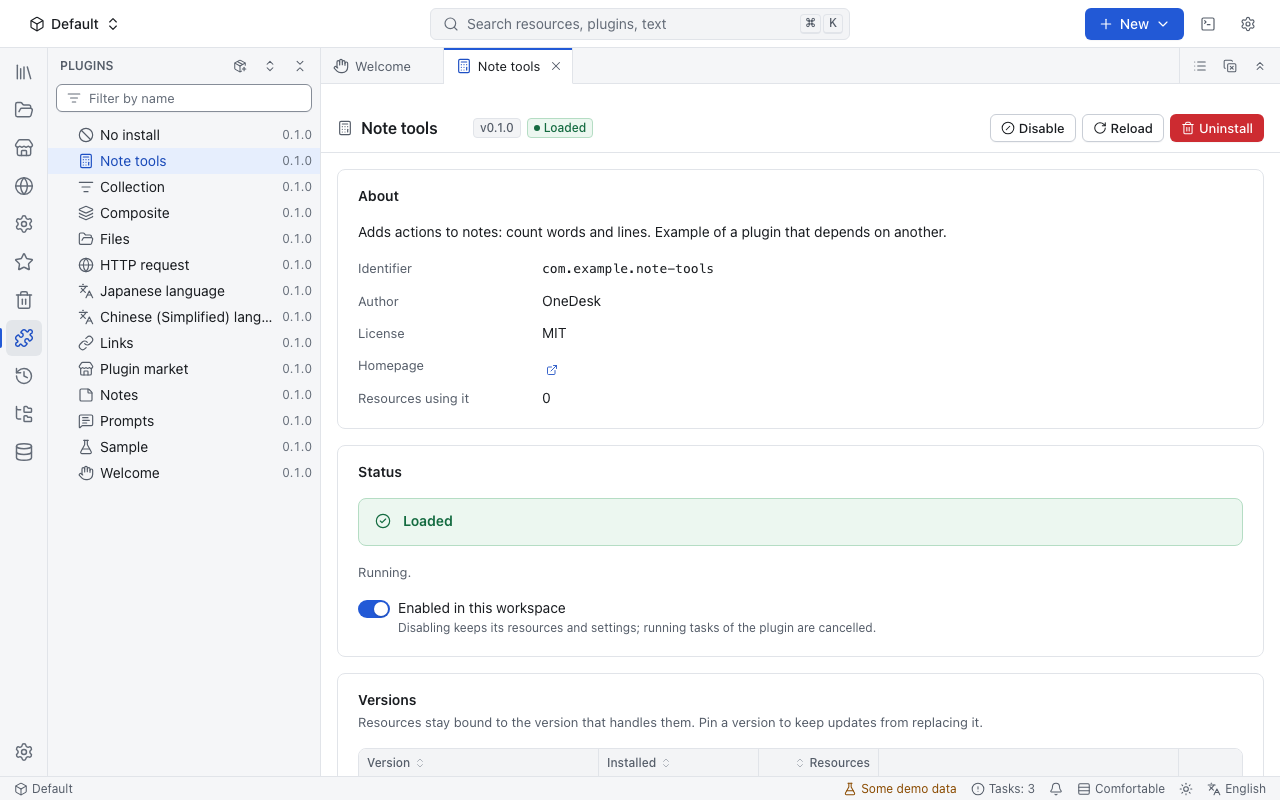 Default
Search resources, plugins, text
⌘ K
New
PLUGINS
Filter by name
No install 0.1.0
Note tools 0.1.0
Collection 0.1.0
Composite 0.1.0
Files 0.1.0
HTTP request 0.1.0
Japanese language 0.1.0
Chinese (Simplified) lang... 0.1.0
Links 0.1.0
Plugin market 0.1.0
Notes 0.1.0
Prompts 0.1.0
Sample 0.1.0
Welcome 0.1.0
Welcome
Note tools
Note tools v0.1.0 Loaded
Disable
Reload
Uninstall
About
Adds actions to notes: count words and lines. Example of a plugin that depends on another.
Identifier com.example.note-tools
Author OneDesk
License MIT
Homepage
Resources using it 0
Status
Loaded
Running.
Enabled in this workspace
Disabling keeps its resources and settings; running tasks of the plugin are cancelled.
Versions
Resources stay bound to the version that handles them. Pin a version to keep updates from replacing it.
Version Installed Resources
Default
Some demo data
Tasks: 3
Comfortable
English